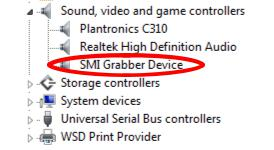 Sound, video and game controllers
Plantronics C310
Realtek High Definition Audio
SMI Grabber Device
Storage controllers
System devices
Universal Serial Bus controllers
WSD Print Provider